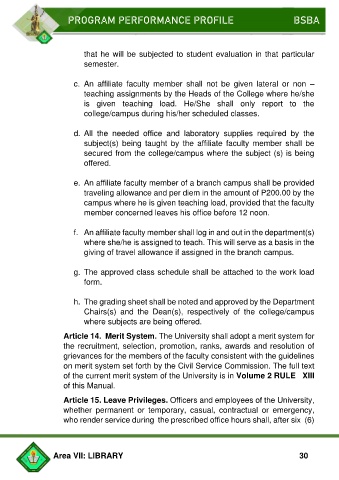 PROGRAM PERFORMANCE PROFILE BSBA
that he will be subjected to student evaluation in that particular
semester.
c. An affiliate faculty member shall not be given lateral or non –
teaching assignments by the Heads of the College where he/she
is given teaching load. He/She shall only report to the
college/campus during his/her scheduled classes.
d. All the needed office and laboratory supplies required by the
subject(s) being taught by the affiliate faculty member shall be
secured from the college/campus where the subject (s) is being
offered.
e. An affiliate faculty member of a branch campus shall be provided
traveling allowance and per diem in the amount of P200.00 by the
campus where he is given teaching load, provided that the faculty
member concerned leaves his office before 12 noon.
f. An affiliate faculty member shall log in and out in the department(s)
where she/he is assigned to teach. This will serve as a basis in the
giving of travel allowance if assigned in the branch campus.
g. The approved class schedule shall be attached to the work load
form.
h. The grading sheet shall be noted and approved by the Department
Chairs(s) and the Dean(s), respectively of the college/campus
where subjects are being offered.
Article 14. Merit System. The University shall adopt a merit system for
the recruitment, selection, promotion, ranks, awards and resolution of
grievances for the members of the faculty consistent with the guidelines
on merit system set forth by the Civil Service Commission. The full text
of the current merit system of the University is in Volume 2 RULE XIII
of this Manual.
Article 15. Leave Privileges. Officers and employees of the University,
whether permanent or temporary, casual, contractual or emergency,
who render service during the prescribed office hours shall, after six (6)
Area VII: LIBRARY 30